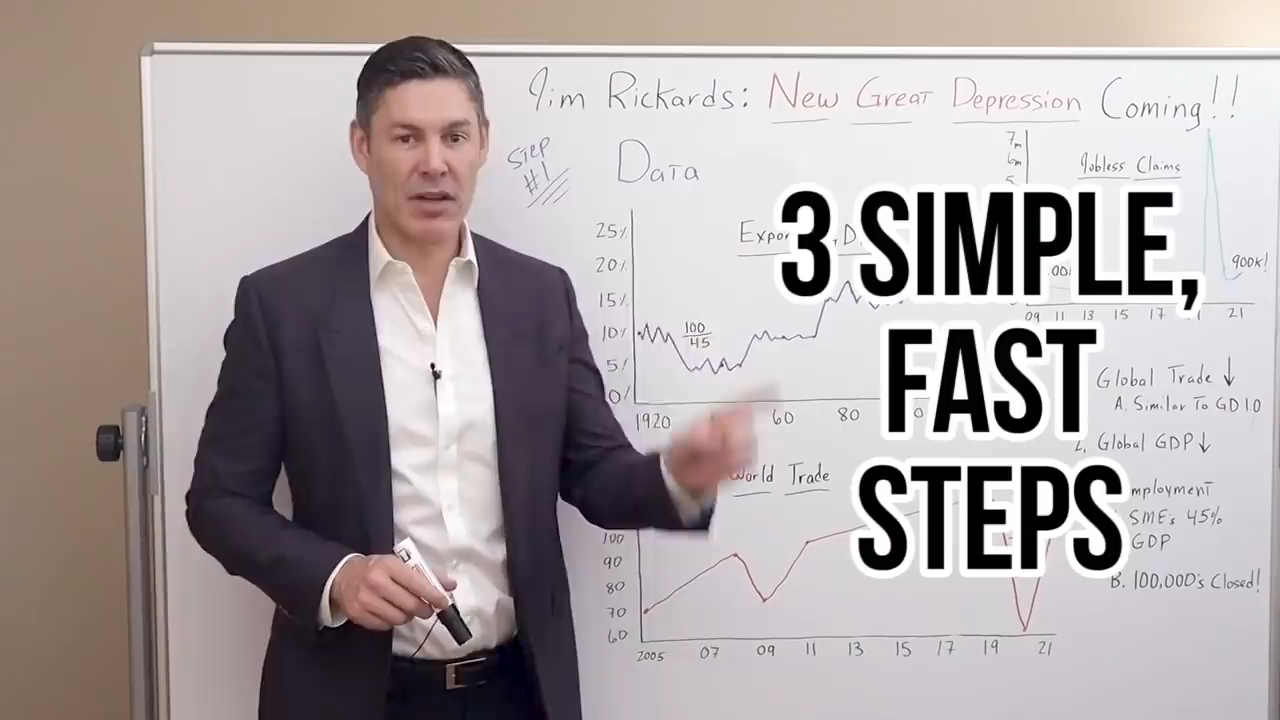 Jim Rickards: New Great Depression Coming!!
STEP
#1
Data
7m
6m
5
Jobless Claims
900k!
09 11 13 15 17 21
25%
20%
15%
10%
5%
0%
100
45
1920 60 80
3 SIMPLE,
FAST
STEPS
Global Trade ↓
A. Similar To GD 1.0
Global GDP ↓
SME's 45%
GDP
B. 100,000's Closed!
World Trade
100
90
80
70
60
2005 07 09 11 13 15 17 19 21